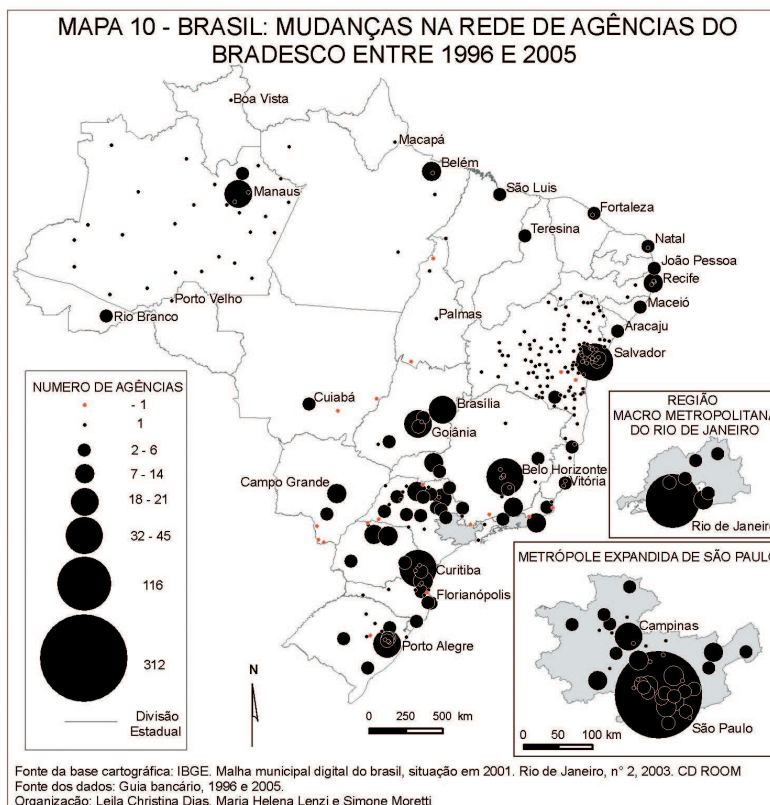 MAPA 10 - BRASIL: MUDANÇAS NA REDE DE AGÊNCIAS DO
BRADESCO ENTRE 1996 E 2005
Boa Vista
Macapá
Belém
São Luis
Manaus
Fortaleza
Teresina
Natal
João Pessoa
Recife
Porto Velho
Maceió
Rio Branco
Palmas
Aracaju
Salvador
NUMERO DE AGÊNCIAS
- 1
1
2 - 6
7 - 14
18 - 21
32 - 45
116
312
Divisão
Estadual
Cuiabá
Brasília
Goiânia
Campo Grande
Belo Horizonte
Vitória
Curitiba
Florianópolis
Porto Alegre
REGIÃO
MACRO METROPOLITANA
DO RIO DE JANEIRO
Rio de Janeiro
METRÓPOLE EXPANDIDA DE SÃO PAULO
Campinas
São Paulo
0 50 100 km
N
0 250 500 km
Fonte da base cartográfica: IBGE. Malha municipal digital do brasil, situação em 2001. Rio de Janeiro, n° 2, 2003. CD ROOM
Fonte dos dados: Guia bancário, 1996 e 2005.
Organização: Leila Christina Dias, Maria Helena Lenzi e Simone Moretti